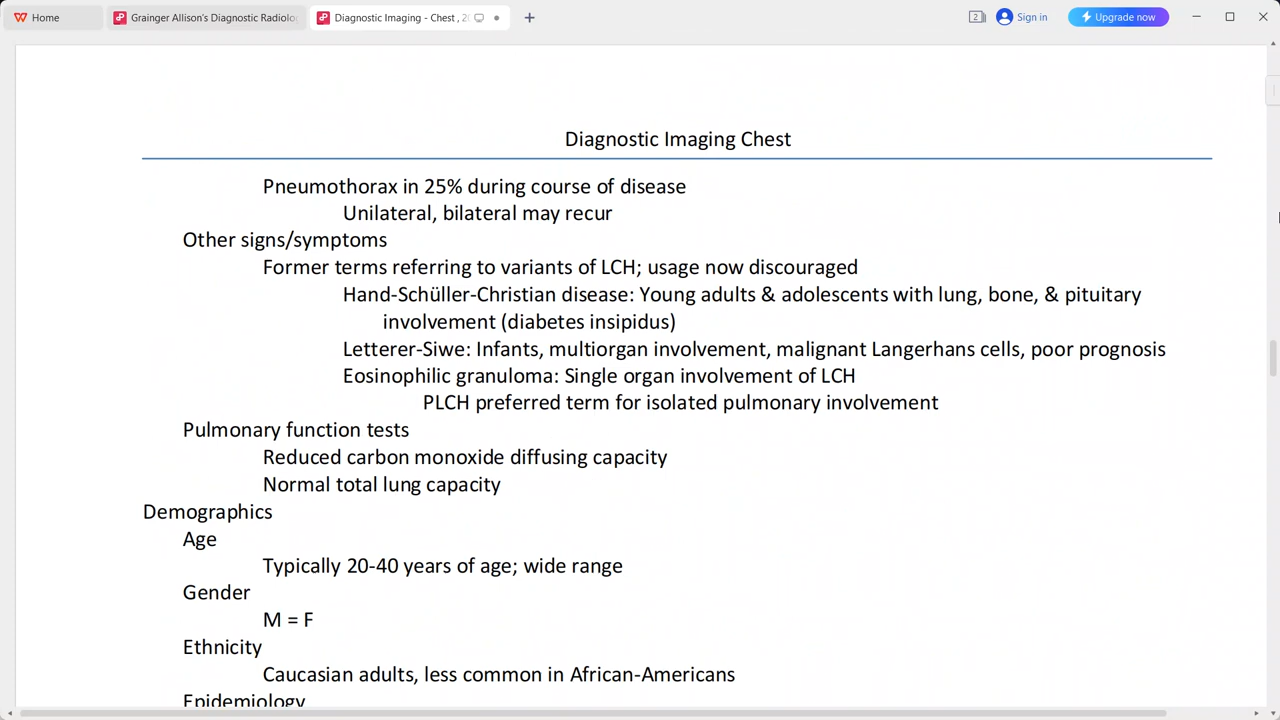 Home
Grainger Allison's Diagnostic Radiolo
Diagnostic Imaging - Chest , 2
2
Sign in
Upgrade now
Diagnostic Imaging Chest
Pneumothorax in 25% during course of disease
Unilateral, bilateral may recur
Other signs/symptoms
Former terms referring to variants of LCH; usage now discouraged
Hand-Schüller-Christian disease: Young adults & adolescents with lung, bone, & pituitary
involvement (diabetes insipidus)
Letterer-Siwe: Infants, multiorgan involvement, malignant Langerhans cells, poor prognosis
Eosinophilic granuloma: Single organ involvement of LCH
PLCH preferred term for isolated pulmonary involvement
Pulmonary function tests
Reduced carbon monoxide diffusing capacity
Normal total lung capacity
Demographics
Age
Typically 20-40 years of age; wide range
Gender
M = F
Ethnicity
Caucasian adults, less common in African-Americans
Epidemiology